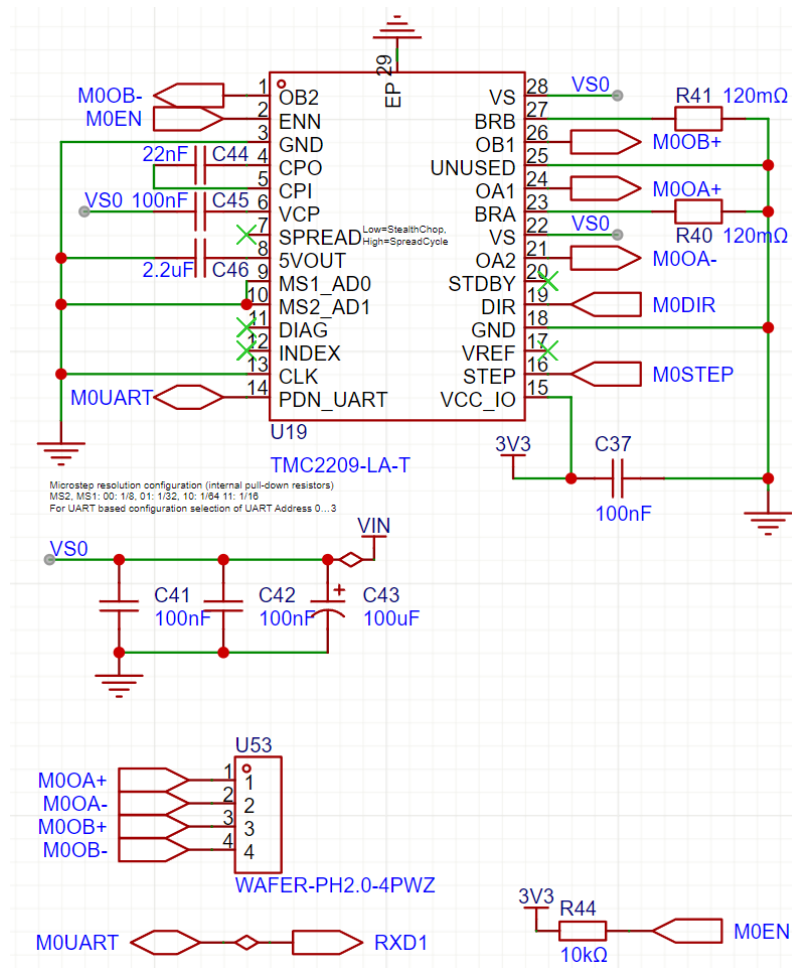 EP 29
M0OB- 1 OB2 VS 28 VS0
M0EN 2 ENN BRB 27 R41 120mΩ
3 GND OB1 26 M0OB+
22nF C44 4 CPO UNUSED 25
5 CPI OA1 24 M0OA+
VS0 100nF C45 6 VCP BRA 23 R40 120mΩ
7 SPREAD Low=StealthChop, VS 22 VS0
High=SpreadCycle
2.2uF C46 8 5VOUT OA2 21 M0OA-
9 MS1_AD0 STDBY 20
10 MS2_AD1 DIR 19 M0DIR
11 DIAG GND 18
12 INDEX VREF 17
13 CLK STEP 16 M0STEP
M0UART 14 PDN_UART VCC_IO 15
U19
TMC2209-LA-T
3V3 C37
100nF
Microstep resolution configuration (internal pull-down resistors)
MS2, MS1: 00: 1/8, 01: 1/32, 10: 1/64 11: 1/16
For UART based configuration selection of UART Address 0...3
VS0 VIN
C41 C42 C43
100nF 100nF + 100uF
U53
M0OA+ 1 1
M0OA- 2 2
M0OB+ 3 3
M0OB- 4 4
WAFER-PH2.0-4PWZ
M0UART RXD1
3V3 R44 M0EN
10kΩ